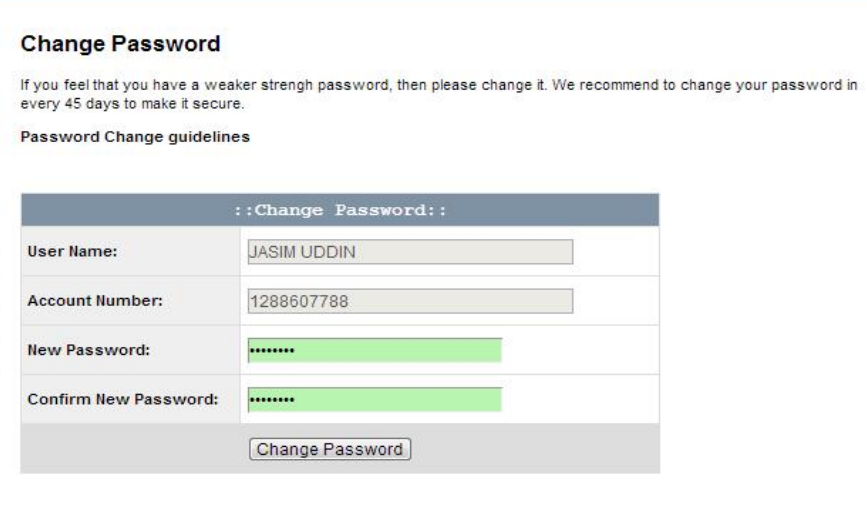 Change Password
If you feel that you have a weaker strengh password, then please change it. We recommend to change your password in
every 45 days to make it secure.
Password Change guidelines
::Change Password::
User Name: JASIM UDDIN
Account Number: 1288607788
New Password: ••••••••
Confirm New Password: ••••••••
Change Password